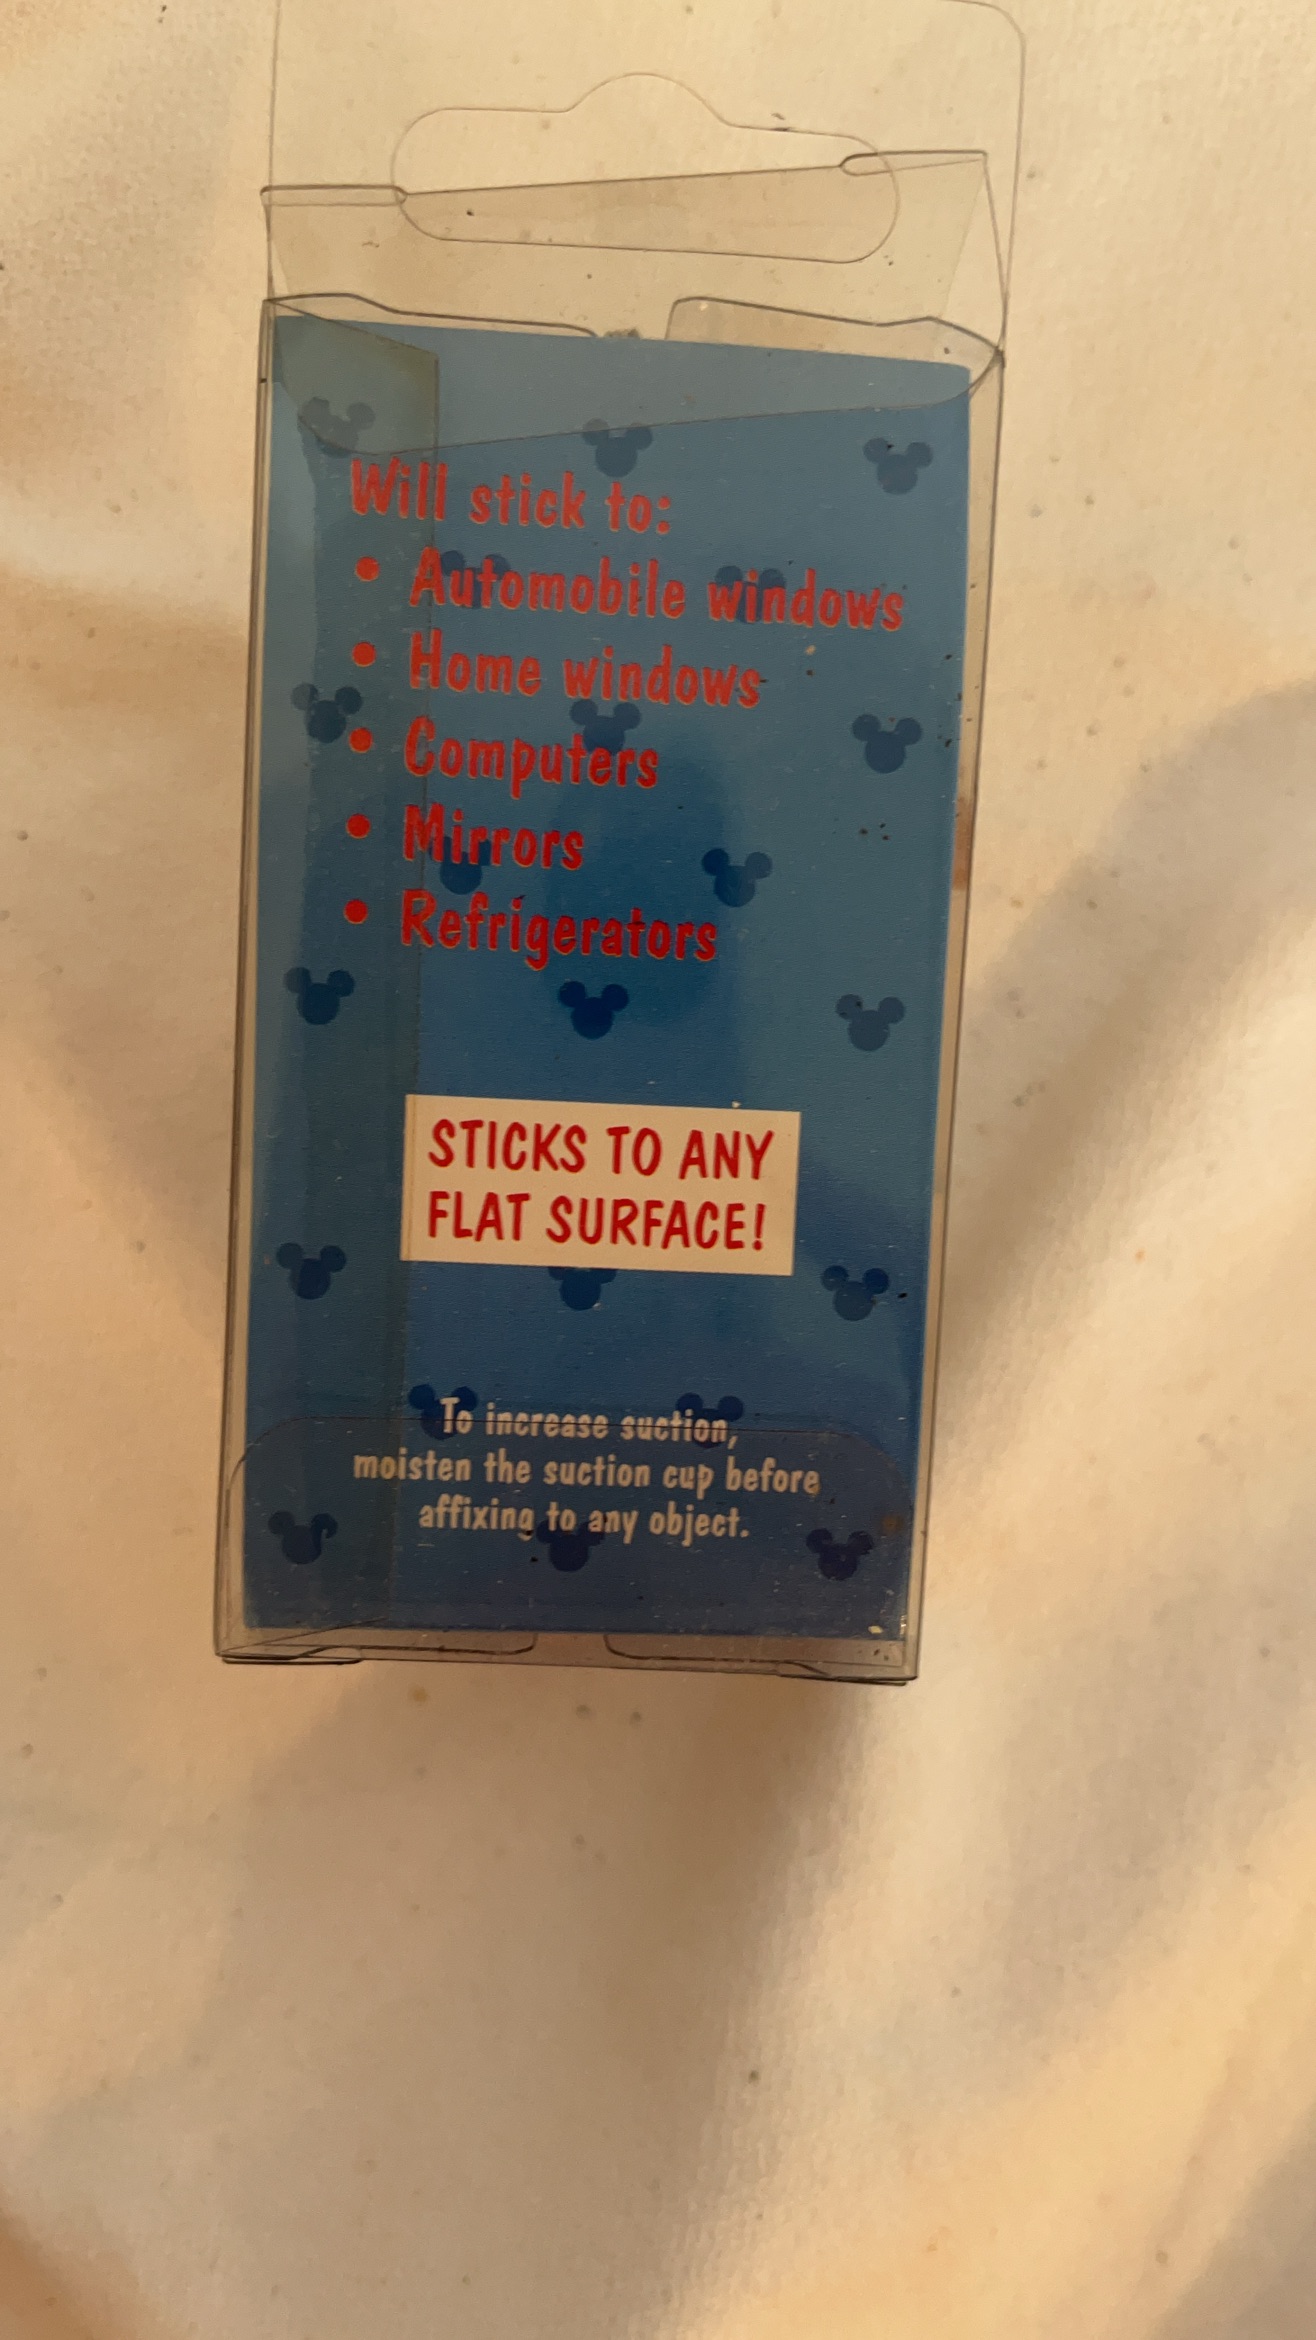 Will stick to:
• Automobile windows
• Home windows
• Computers
• Mirrors
• Refrigerators
STICKS TO ANY
FLAT SURFACE!
To increase suction,
moisten the suction cup before
affixing to any object.